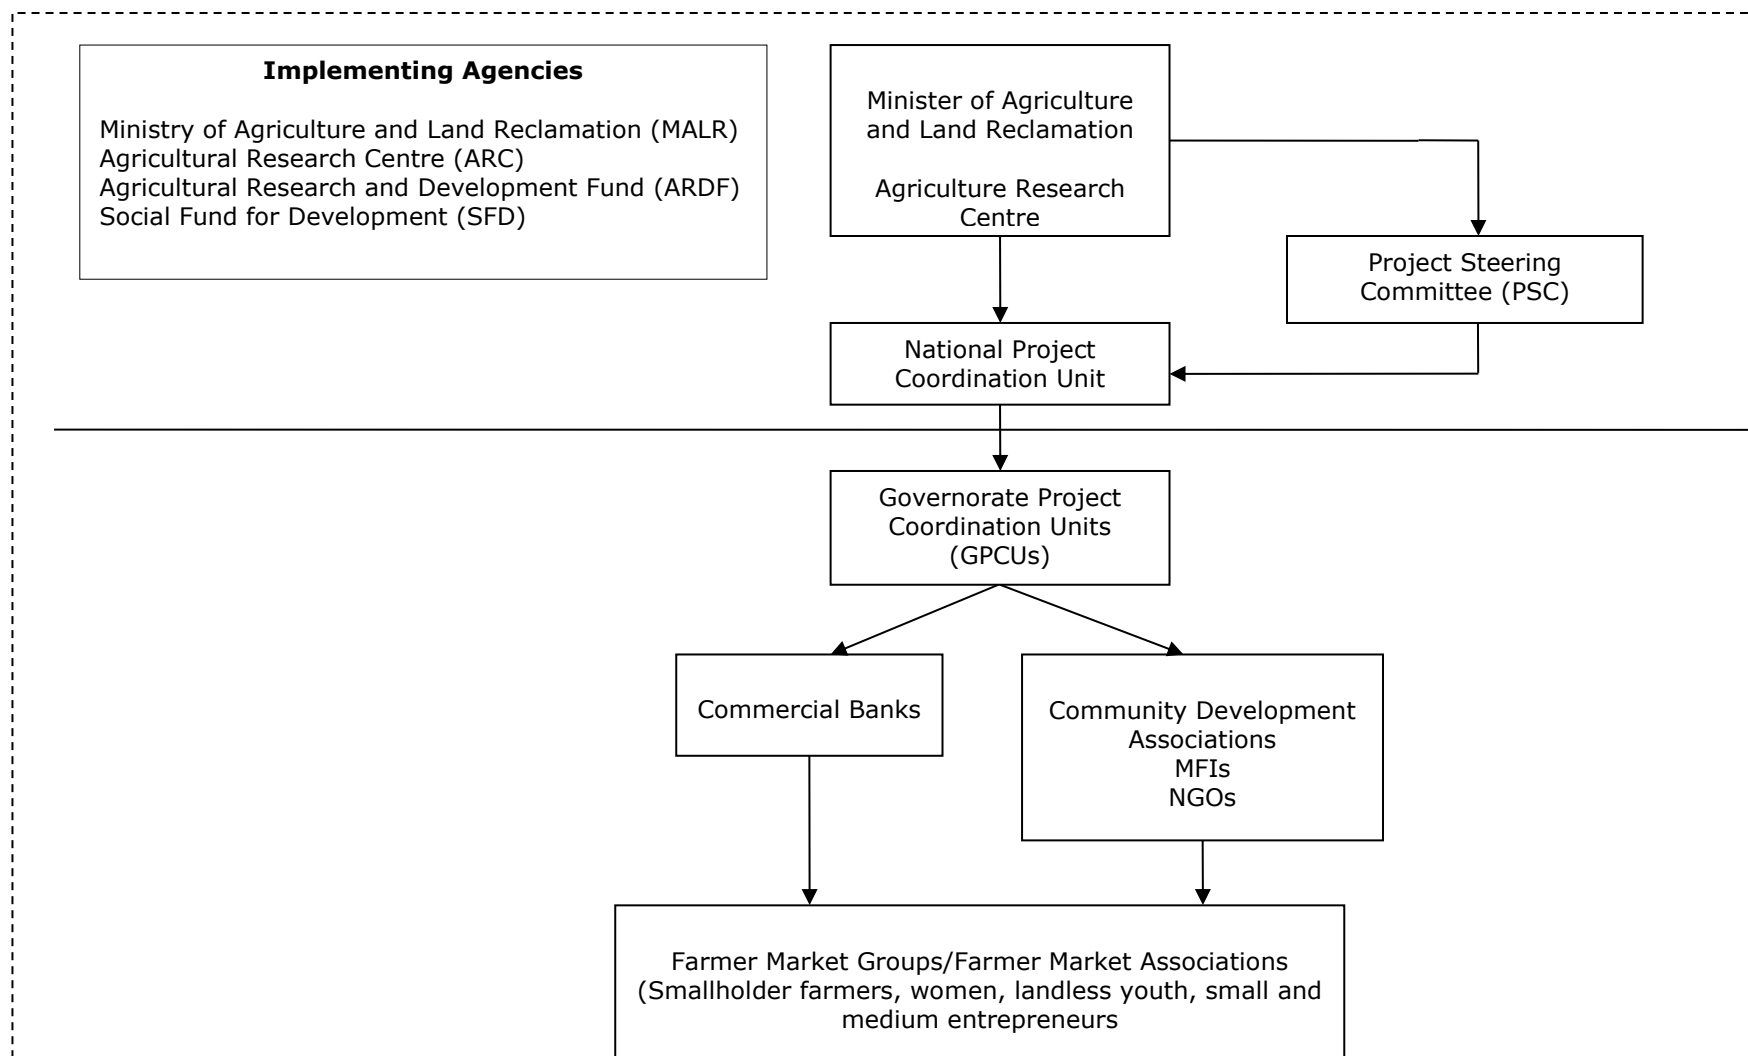 Implementing Agencies
Ministry of Agriculture and Land Reclamation (MALR)
Agricultural Research Centre (ARC)
Agricultural Research and Development Fund (ARDF)
Social Fund for Development (SFD)
Minister of Agriculture
and Land Reclamation
Agriculture Research
Centre
Project Steering
Committee (PSC)
National Project
Coordination Unit
Governorate Project
Coordination Units
(GPCUs)
Commercial Banks
Community Development
Associations
MFIs
NGOs
Farmer Market Groups/Farmer Market Associations
(Smallholder farmers, women, landless youth, small and
medium entrepreneurs